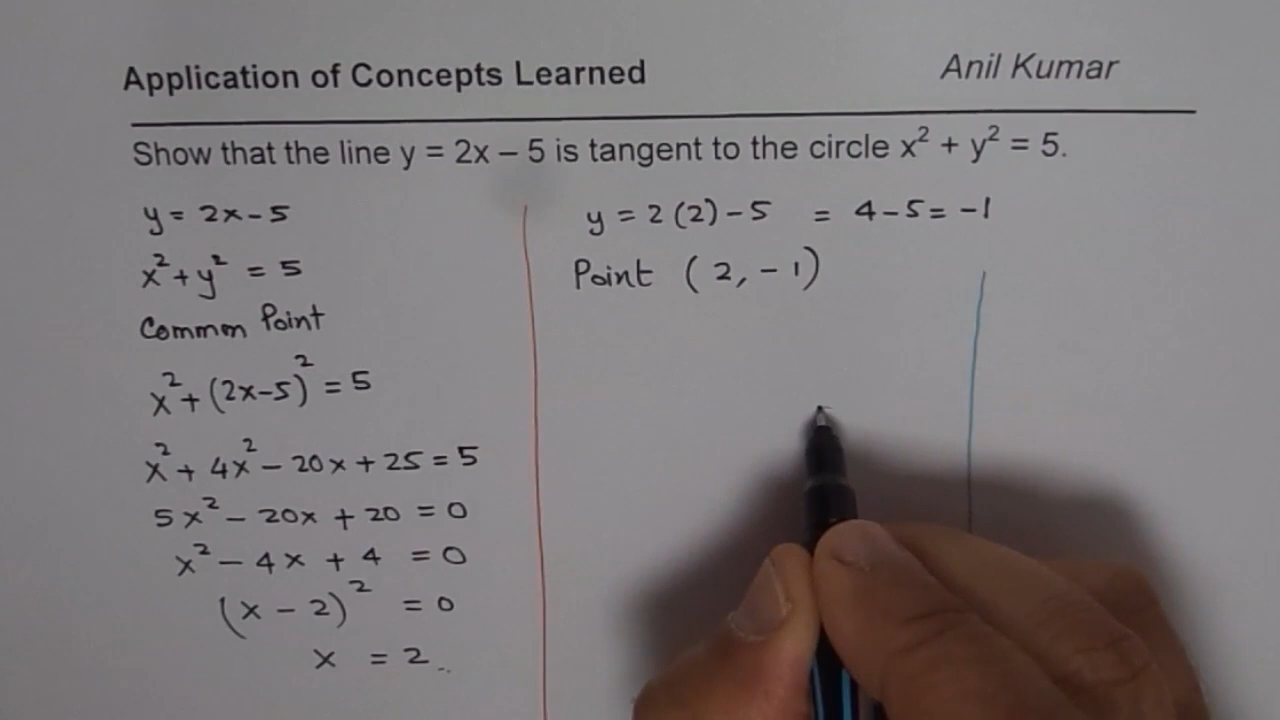 Application of Concepts Learned
Anil Kumar
Show that the line y = 2x – 5 is tangent to the circle x² + y² = 5.
y = 2x - 5
x² + y² = 5
Common Point
x² + (2x-5)² = 5
x² + 4x² - 20x + 25 = 5
5x² - 20x + 20 = 0
x² - 4x + 4 = 0
(x - 2)² = 0
x = 2
y = 2(2) - 5 = 4 - 5 = -1
Point (2, -1)